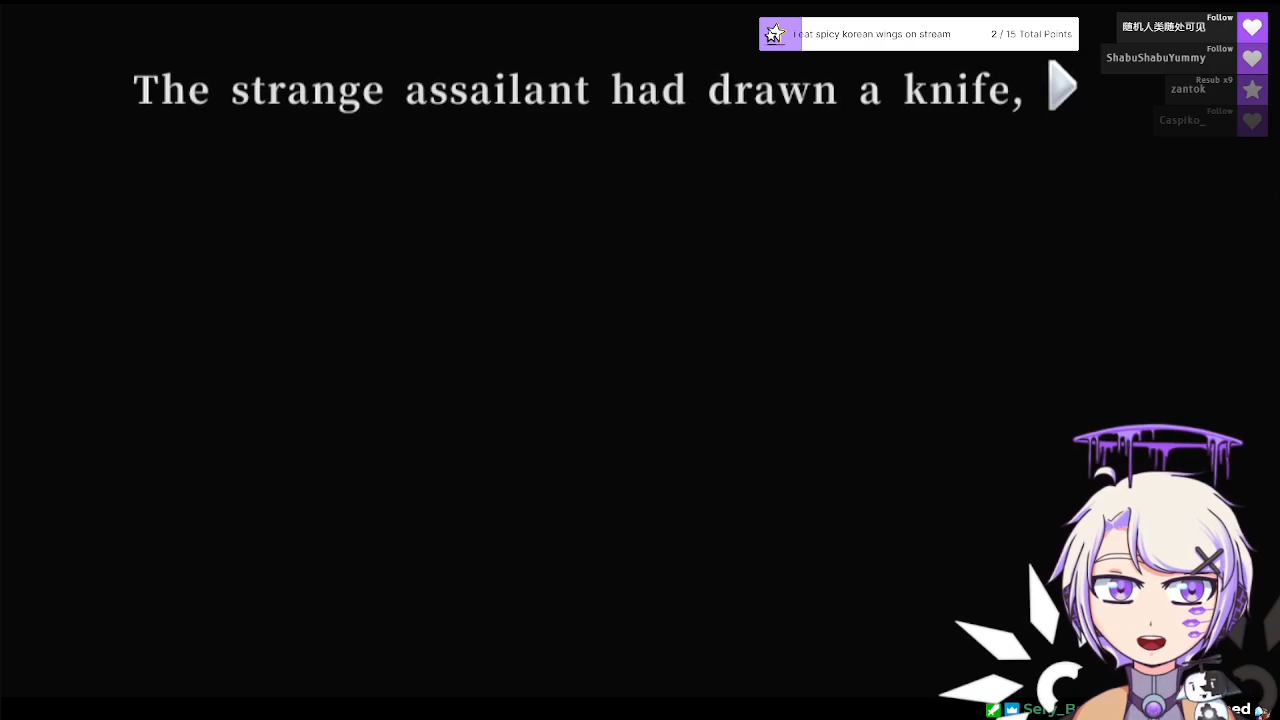 i eat spicy korean wings on stream 2 / 15 Total Points
Follow
随机人类随处可见
Follow
ShabuShabuYummy
Resub x9
zantok
Follow
Caspiko_
The strange assailant had drawn a knife,